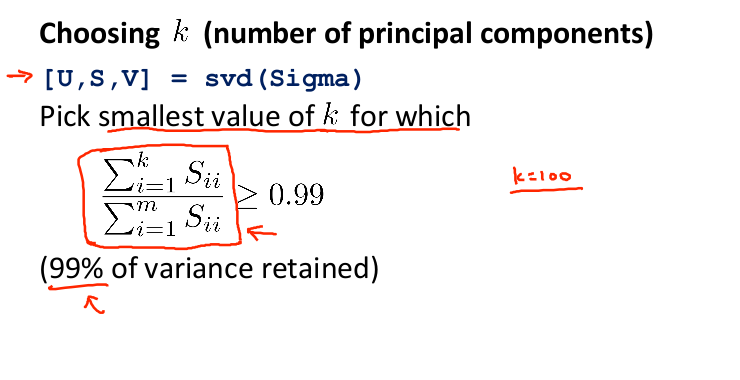 Choosing k (number of principal components)
→ [U,S,V] = svd(Sigma)
Pick smallest value of k for which
\frac{\sum_{i=1}^{k} S_{ii}}{\sum_{i=1}^{m} S_{ii}} ≥ 0.99
k=100
(99% of variance retained)